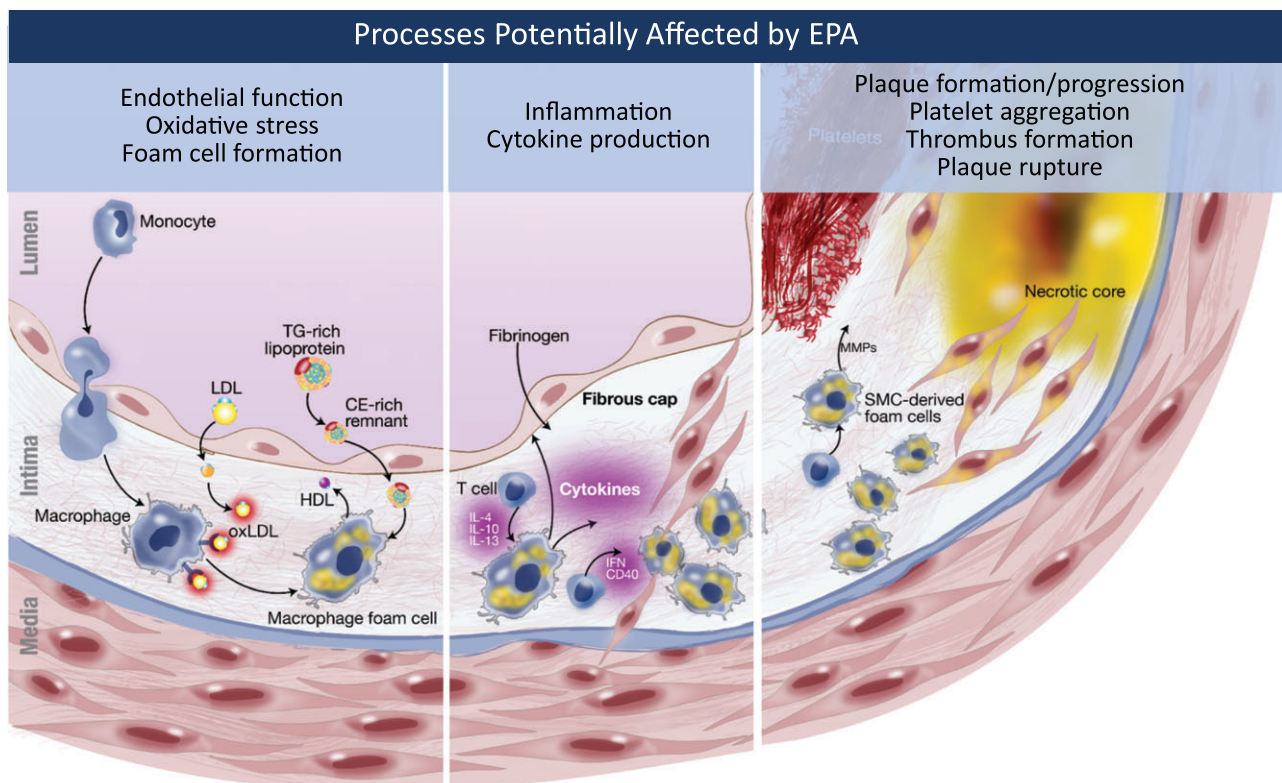 Processes Potentially Affected by EPA
Endothelial function
Oxidative stress
Foam cell formation
Inflammation
Cytokine production
Plaque formation/progression
Platelet aggregation
Thrombus formation
Plaque rupture
Platelets
Lumen
Intima
Media
Monocyte
TG-rich
lipoprotein
LDL
CE-rich
remnant
HDL
Macrophage
oxLDL
Macrophage foam cell
Fibrinogen
Fibrous cap
T cell
Cytokines
IL-4
IL-10
IL-13
IFN
CD40
Necrotic core
MMPs
SMC-derived
foam cells